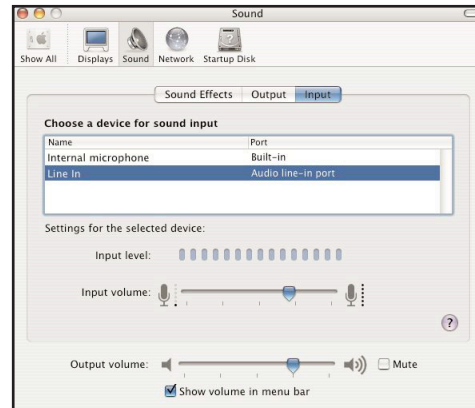 Sound
Show All Displays Sound Network Startup Disk
Sound Effects Output Input
Choose a device for sound input
Name Port
Internal microphone Built-in
Line In Audio line-in port
Settings for the selected device:
Input level:
Input volume:
?
Output volume: Mute
Show volume in menu bar